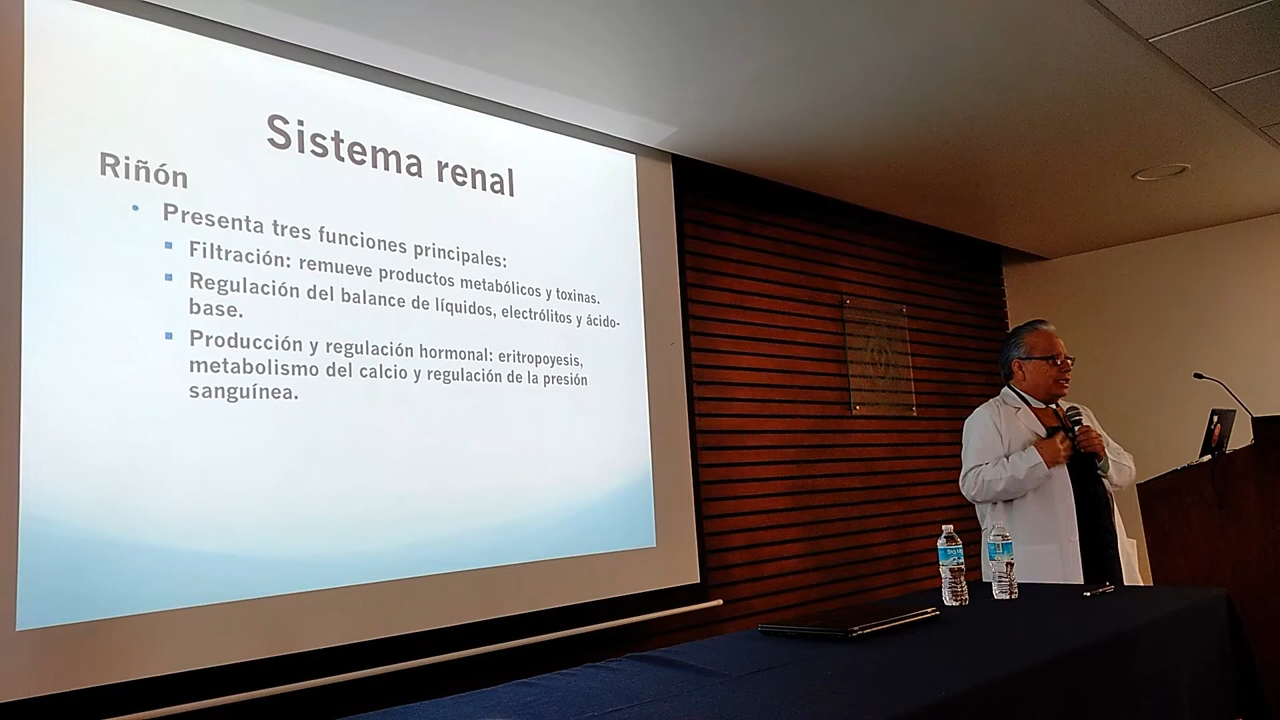 Sistema renal
Riñón
• Presenta tres funciones principales:
▪ Filtración: remueve productos metabólicos y toxinas.
▪ Regulación del balance de líquidos, electrólitos y ácido-
base.
▪ Producción y regulación hormonal: eritropoyesis,
metabolismo del calcio y regulación de la presión
sanguínea.